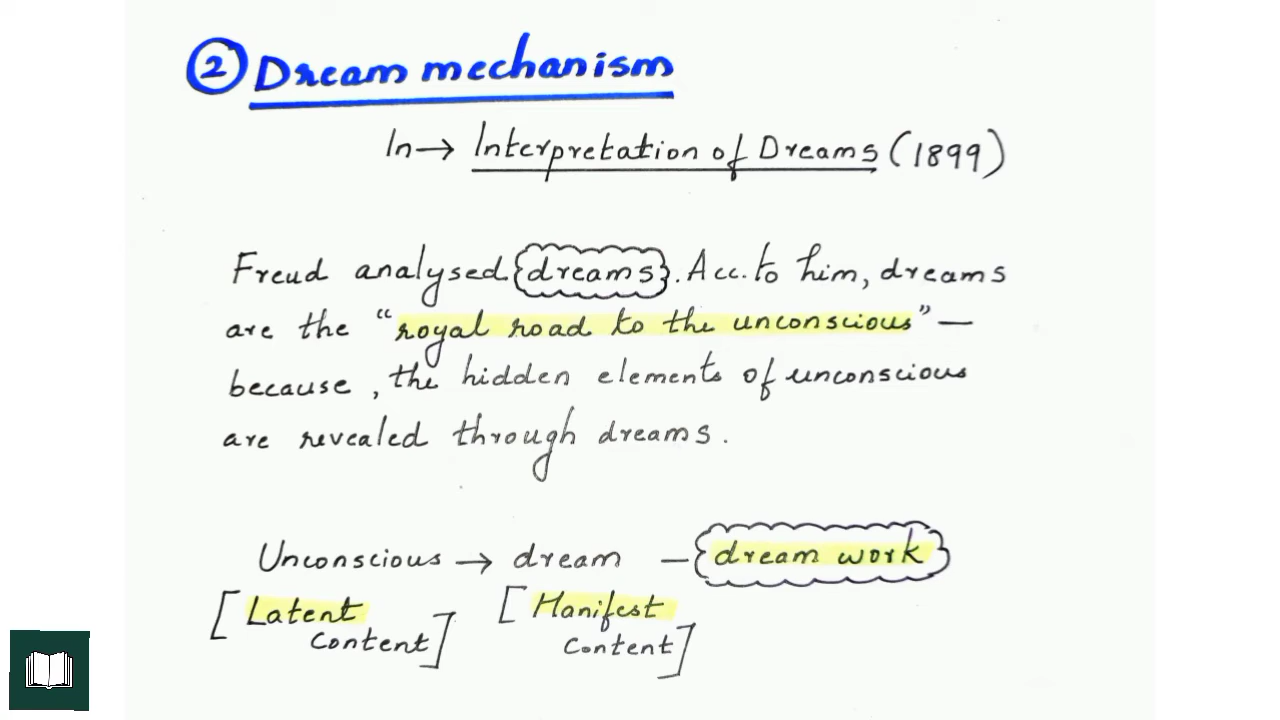 ② Dream mechanism
In → Interpretation of Dreams (1899)
Freud analysed {dreams}. Acc. to him, dreams
are the "royal road to the unconscious" —
because, the hidden elements of unconscious
are revealed through dreams.
Unconscious → dream — {dream work}
[Latent [Manifest
content] content]